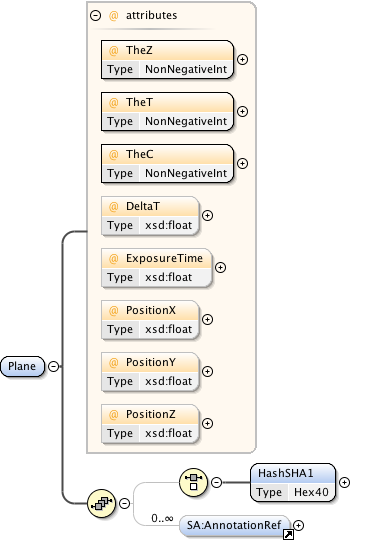 @ attributes
@ TheZ
Type NonNegativeInt
@ TheT
Type NonNegativeInt
@ TheC
Type NonNegativeInt
@ DeltaT
Type xsd:float
@ ExposureTime
Type xsd:float
@ PositionX
Type xsd:float
@ PositionY
Type xsd:float
@ PositionZ
Type xsd:float
Plane
HashSHA1
Type Hex40
0..∞
SA:AnnotationRef